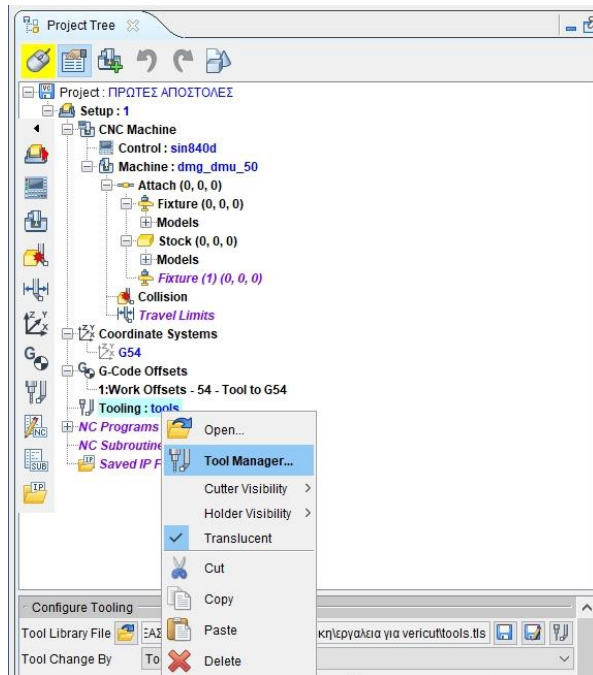 Project Tree
Project : ΠΡΩΤΕΣ ΑΠΟΣΤΟΛΕΣ
Setup : 1
CNC Machine
Control : sin840d
Machine : dmg_dmu_50
Attach (0, 0, 0)
Fixture (0, 0, 0)
Models
Stock (0, 0, 0)
Models
Fixture (1) (0, 0, 0)
Collision
Travel Limits
Coordinate Systems
G54
G-Code Offsets
1:Work Offsets - 54 - Tool to G54
Tooling : tools
NC Programs
NC Subroutine
Saved IP F
Open...
Tool Manager...
Cutter Visibility >
Holder Visibility >
Translucent
Cut
Copy
Paste
Delete
Configure Tooling
Tool Library File ΞΑΣ κη\εργαλεια για vericut\tools.tls
Tool Change By To